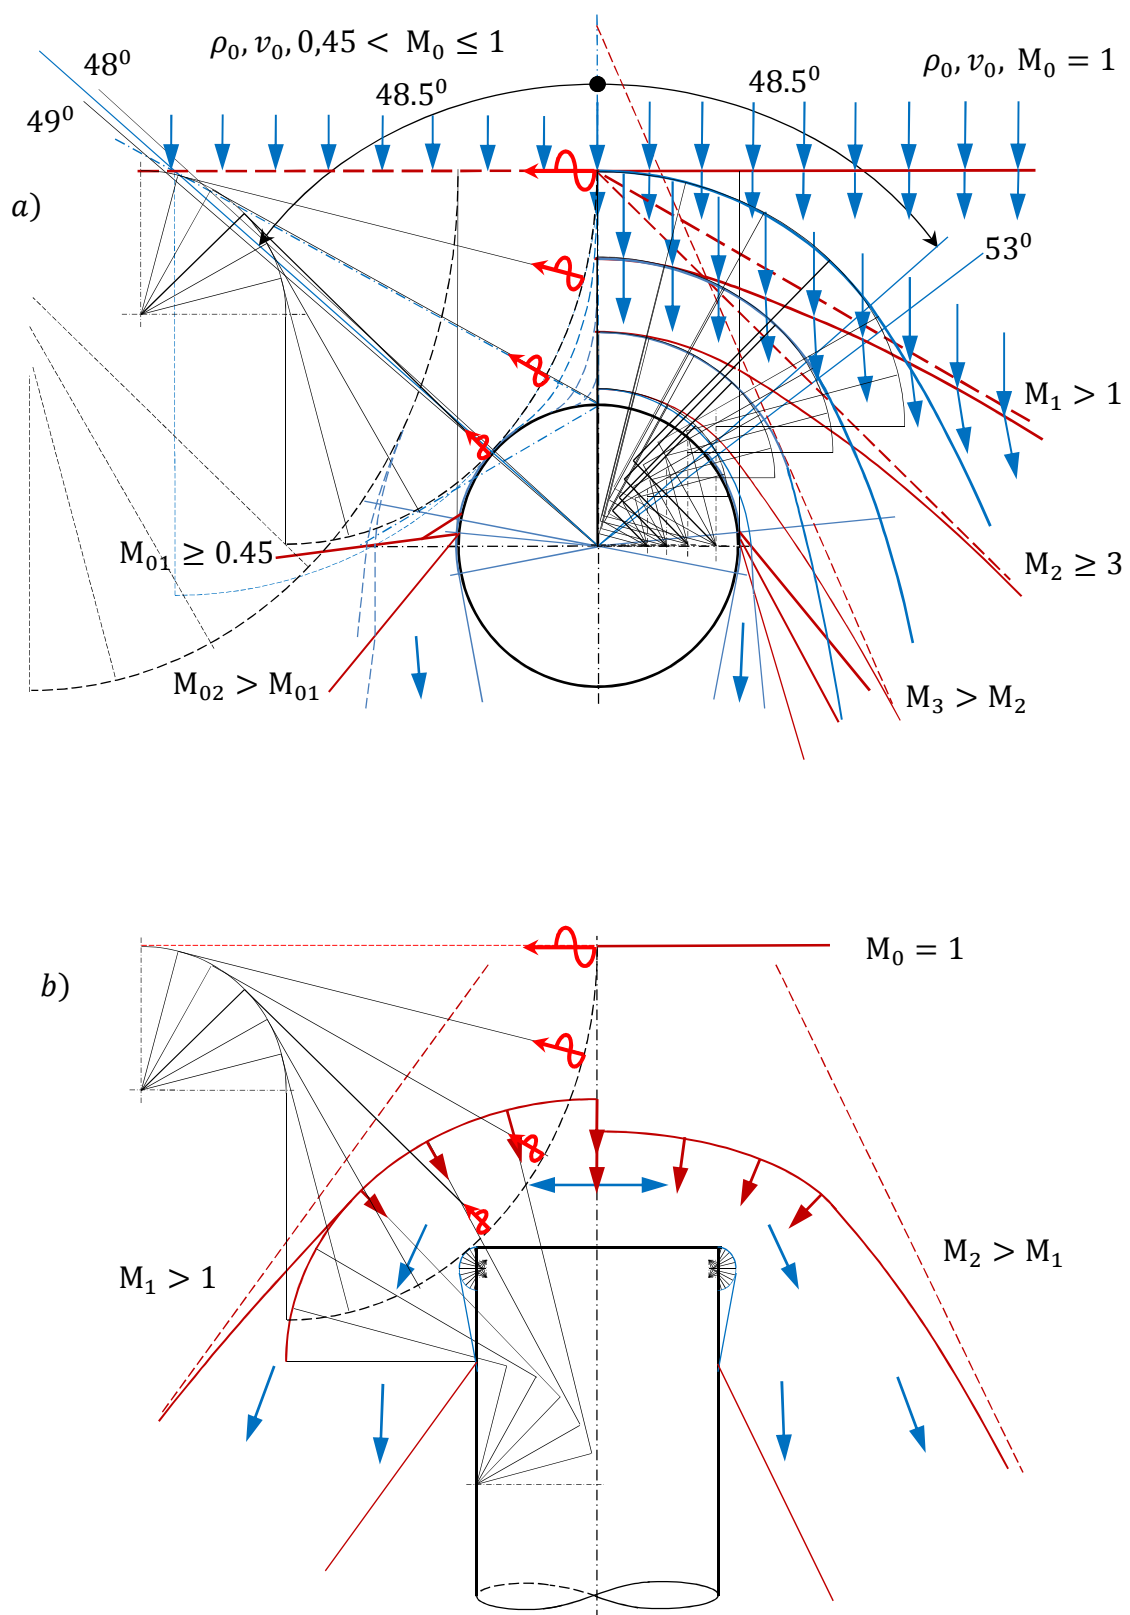 ρ₀, v₀, 0,45 < M₀ ≤ 1
ρ₀, v₀, M₀ = 1
48⁰
48.5⁰
48.5⁰
49⁰
a)
53⁰
M₁ > 1
M₀₁ ≥ 0.45
M₂ ≥ 3
M₀₂ > M₀₁
M₃ > M₂
M₀ = 1
b)
M₁ > 1
M₂ > M₁